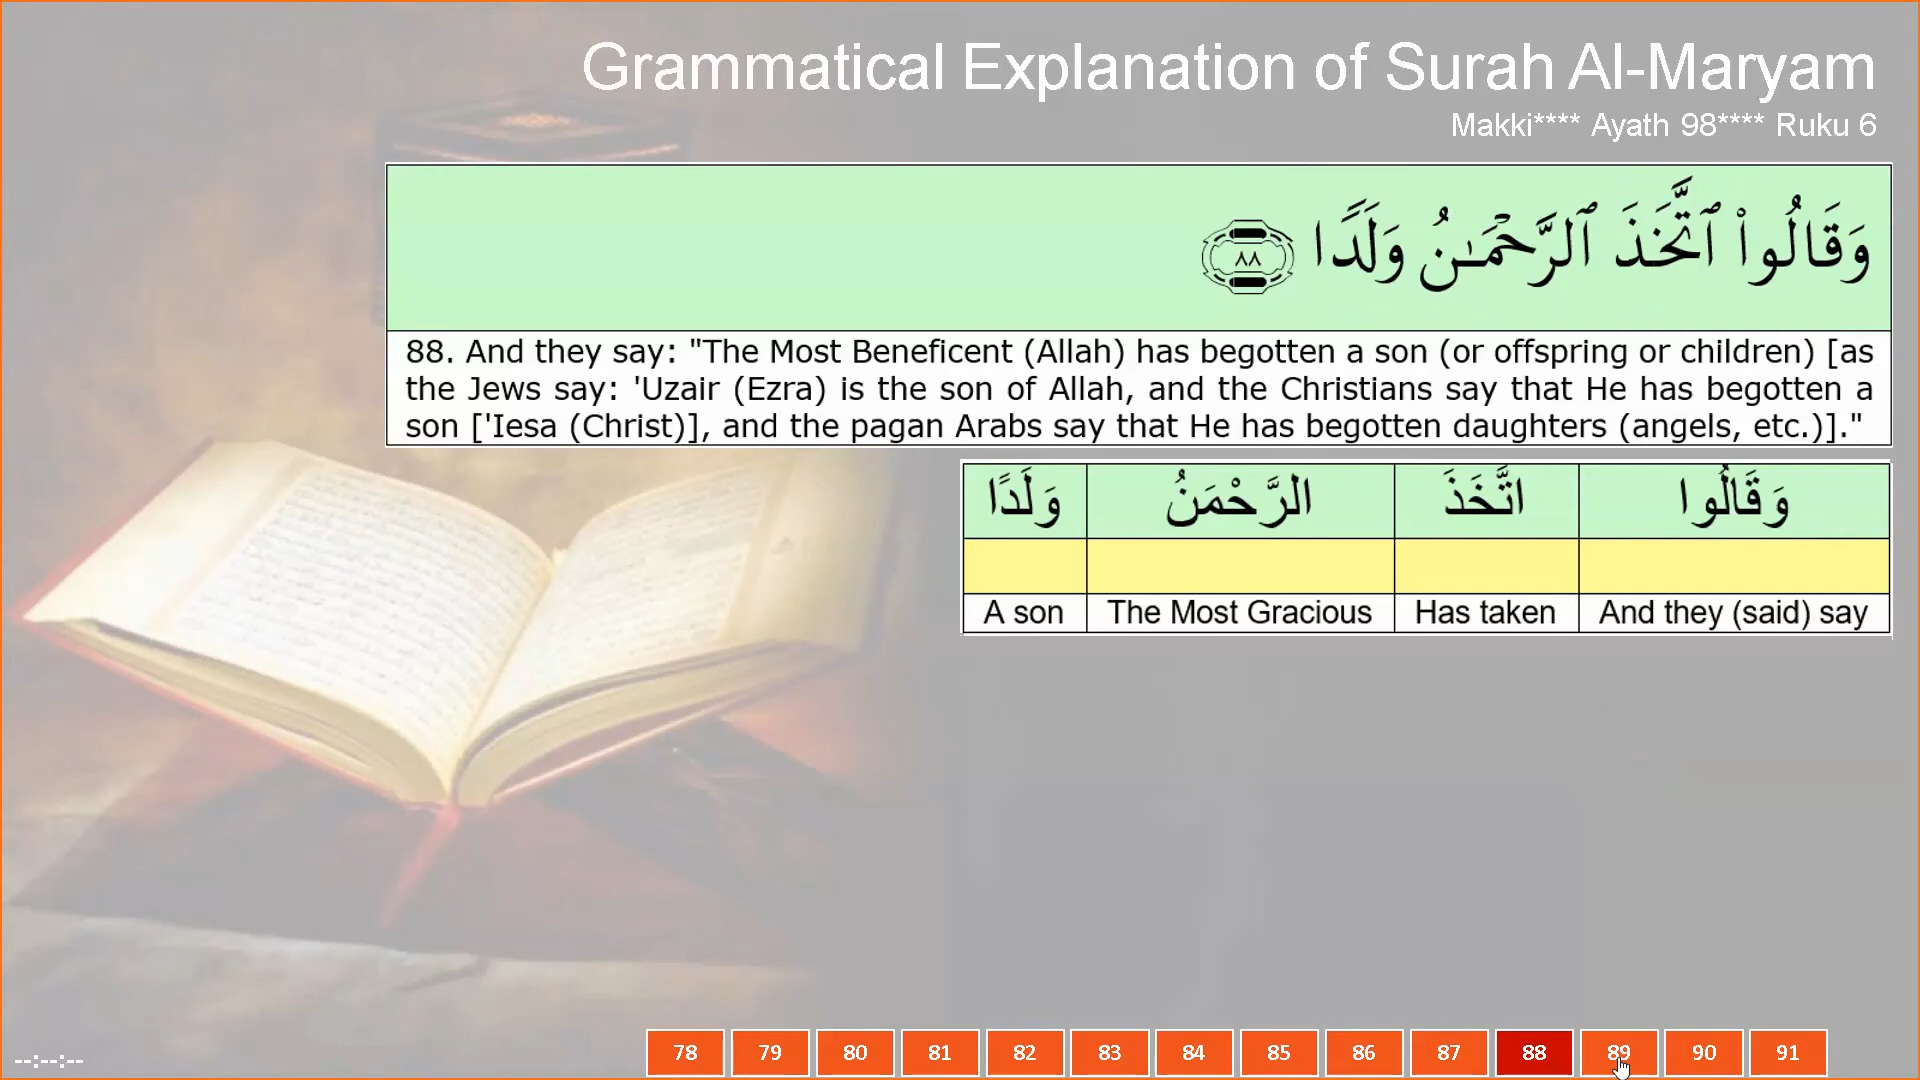 Grammatical Explanation of Surah Al-Maryam
Makki**** Ayath 98**** Ruku 6
وَقَالُوا۟ ٱتَّخَذَ ٱلرَّحْمَـٰنُ وَلَدًا ٨٨
88. And they say: "The Most Beneficent (Allah) has begotten a son (or offspring or children) [as
the Jews say: 'Uzair (Ezra) is the son of Allah, and the Christians say that He has begotten a
son ['Iesa (Christ)], and the pagan Arabs say that He has begotten daughters (angels, etc.)]."
وَقَالُوا اتَّخَذَ الرَّحْمَنُ وَلَدًا
A son The Most Gracious Has taken And they (said) say
--:--:-- 78 79 80 81 82 83 84 85 86 87 88 89 90 91